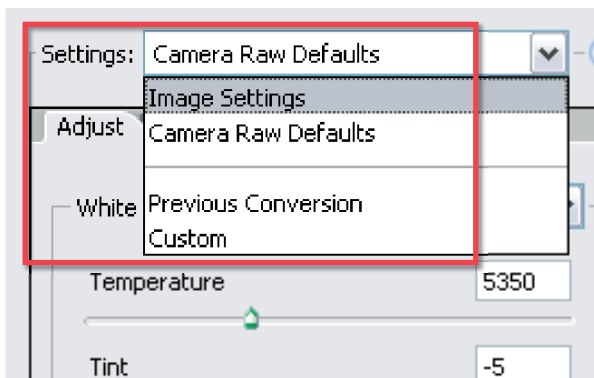 Settings: Camera Raw Defaults
Image Settings
Adjust
Camera Raw Defaults
White
Previous Conversion
Custom
Temperature 5350
Tint -5